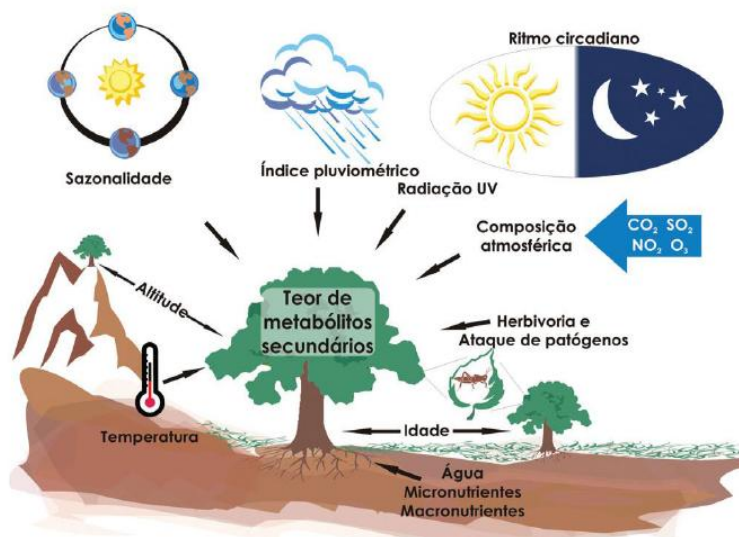 Ritmo circadiano
Sazonalidade
Índice pluviométrico
Radiação UV
Composição
atmosférica
CO₂ SO₂
NO₂ O₃
Altitude
Teor de
metabólitos
secundários
Herbivoria e
Ataque de patógenos
Temperatura
Idade
Água
Micronutrientes
Macronutrientes